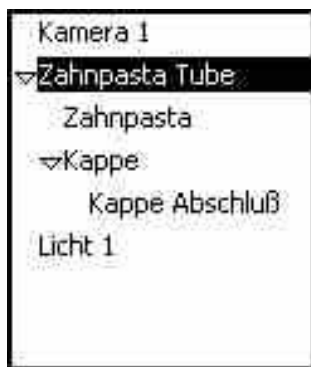 Kamera 1
Zahnpasta Tube
Zahnpasta
Kappe
Kappe Abschluß
Licht 1